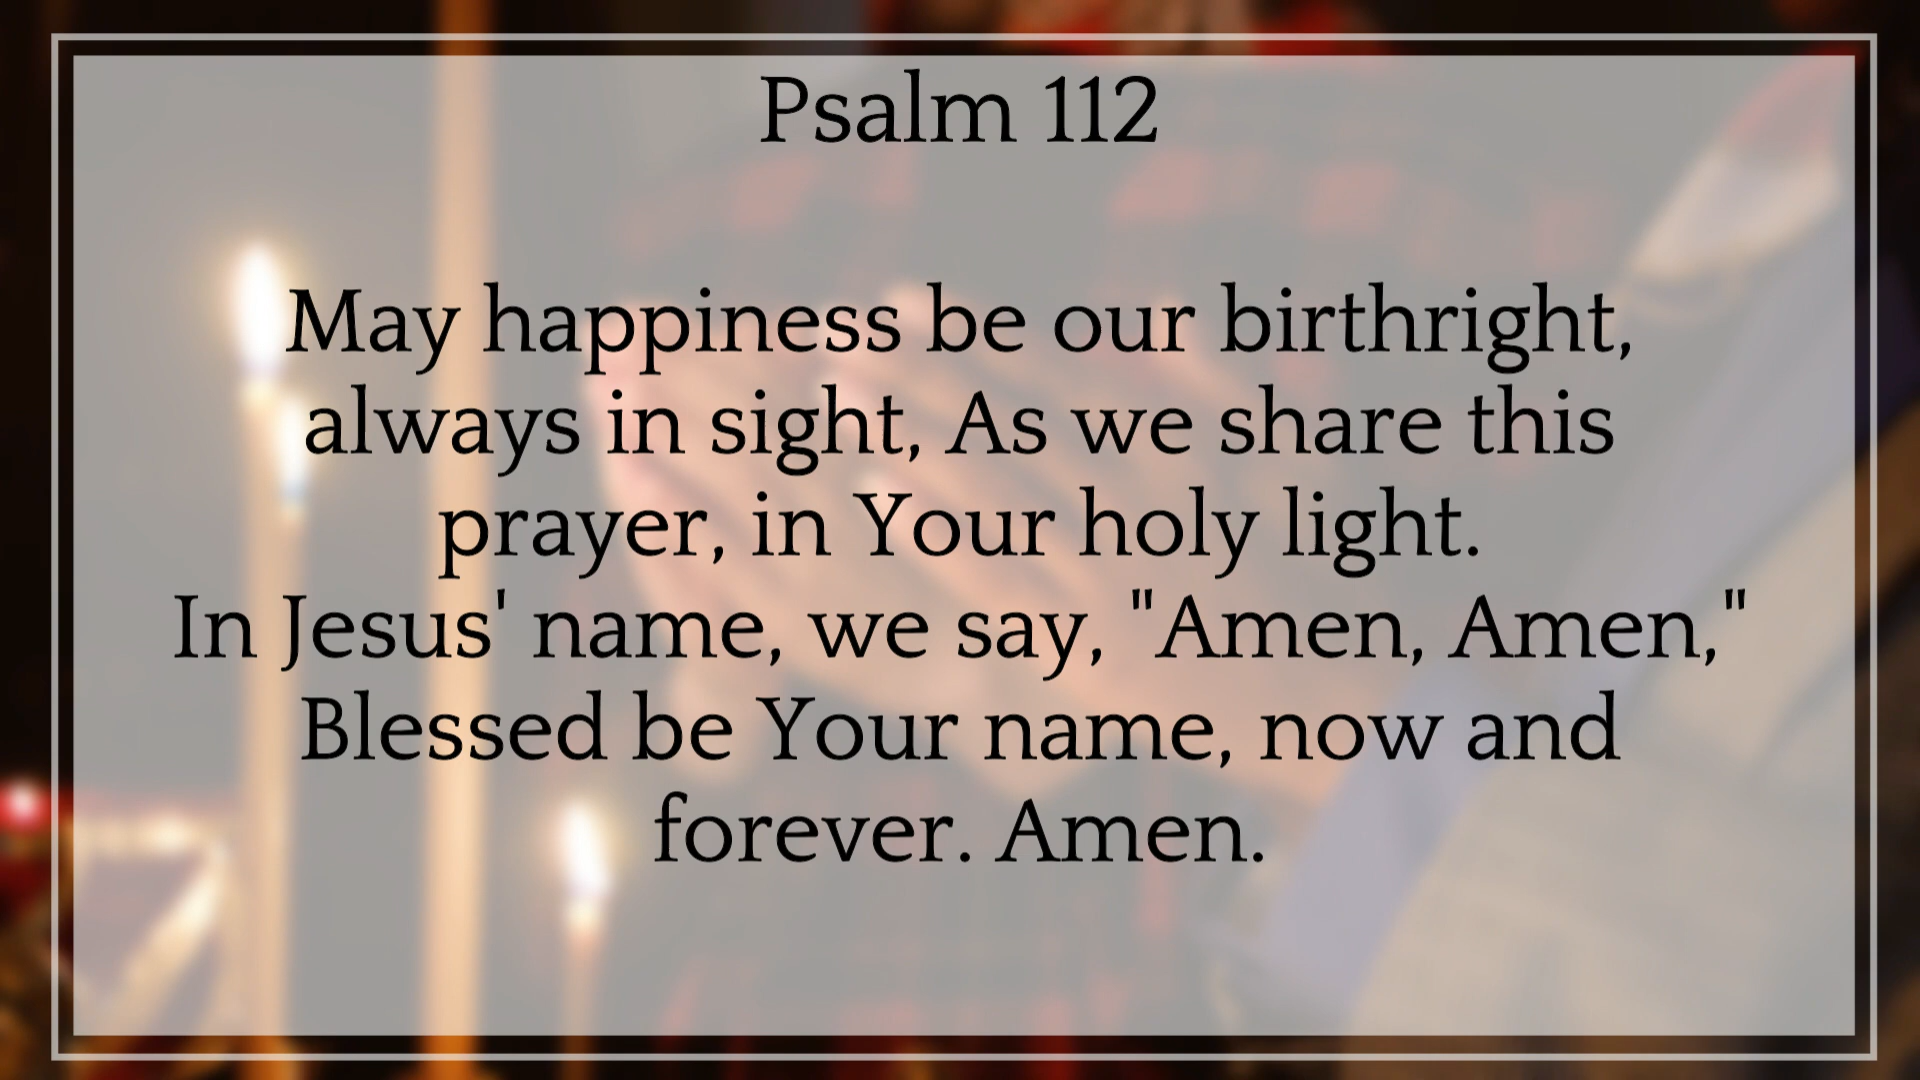 Psalm 112
May happiness be our birthright,
always in sight, As we share this
prayer, in Your holy light.
In Jesus' name, we say, "Amen, Amen,"
Blessed be Your name, now and
forever. Amen.